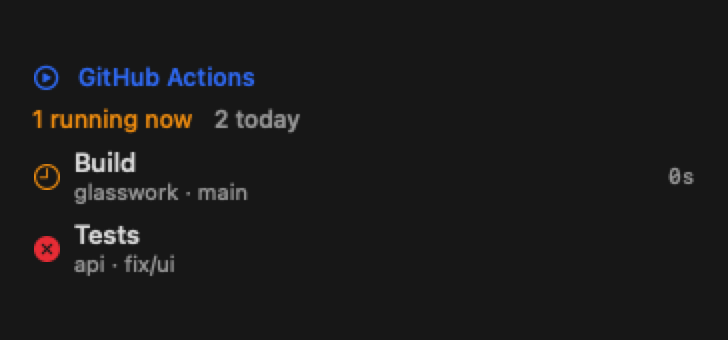 GitHub Actions
1 running now 2 today
Build
glasswork · main
0s
Tests
api · fix/ui